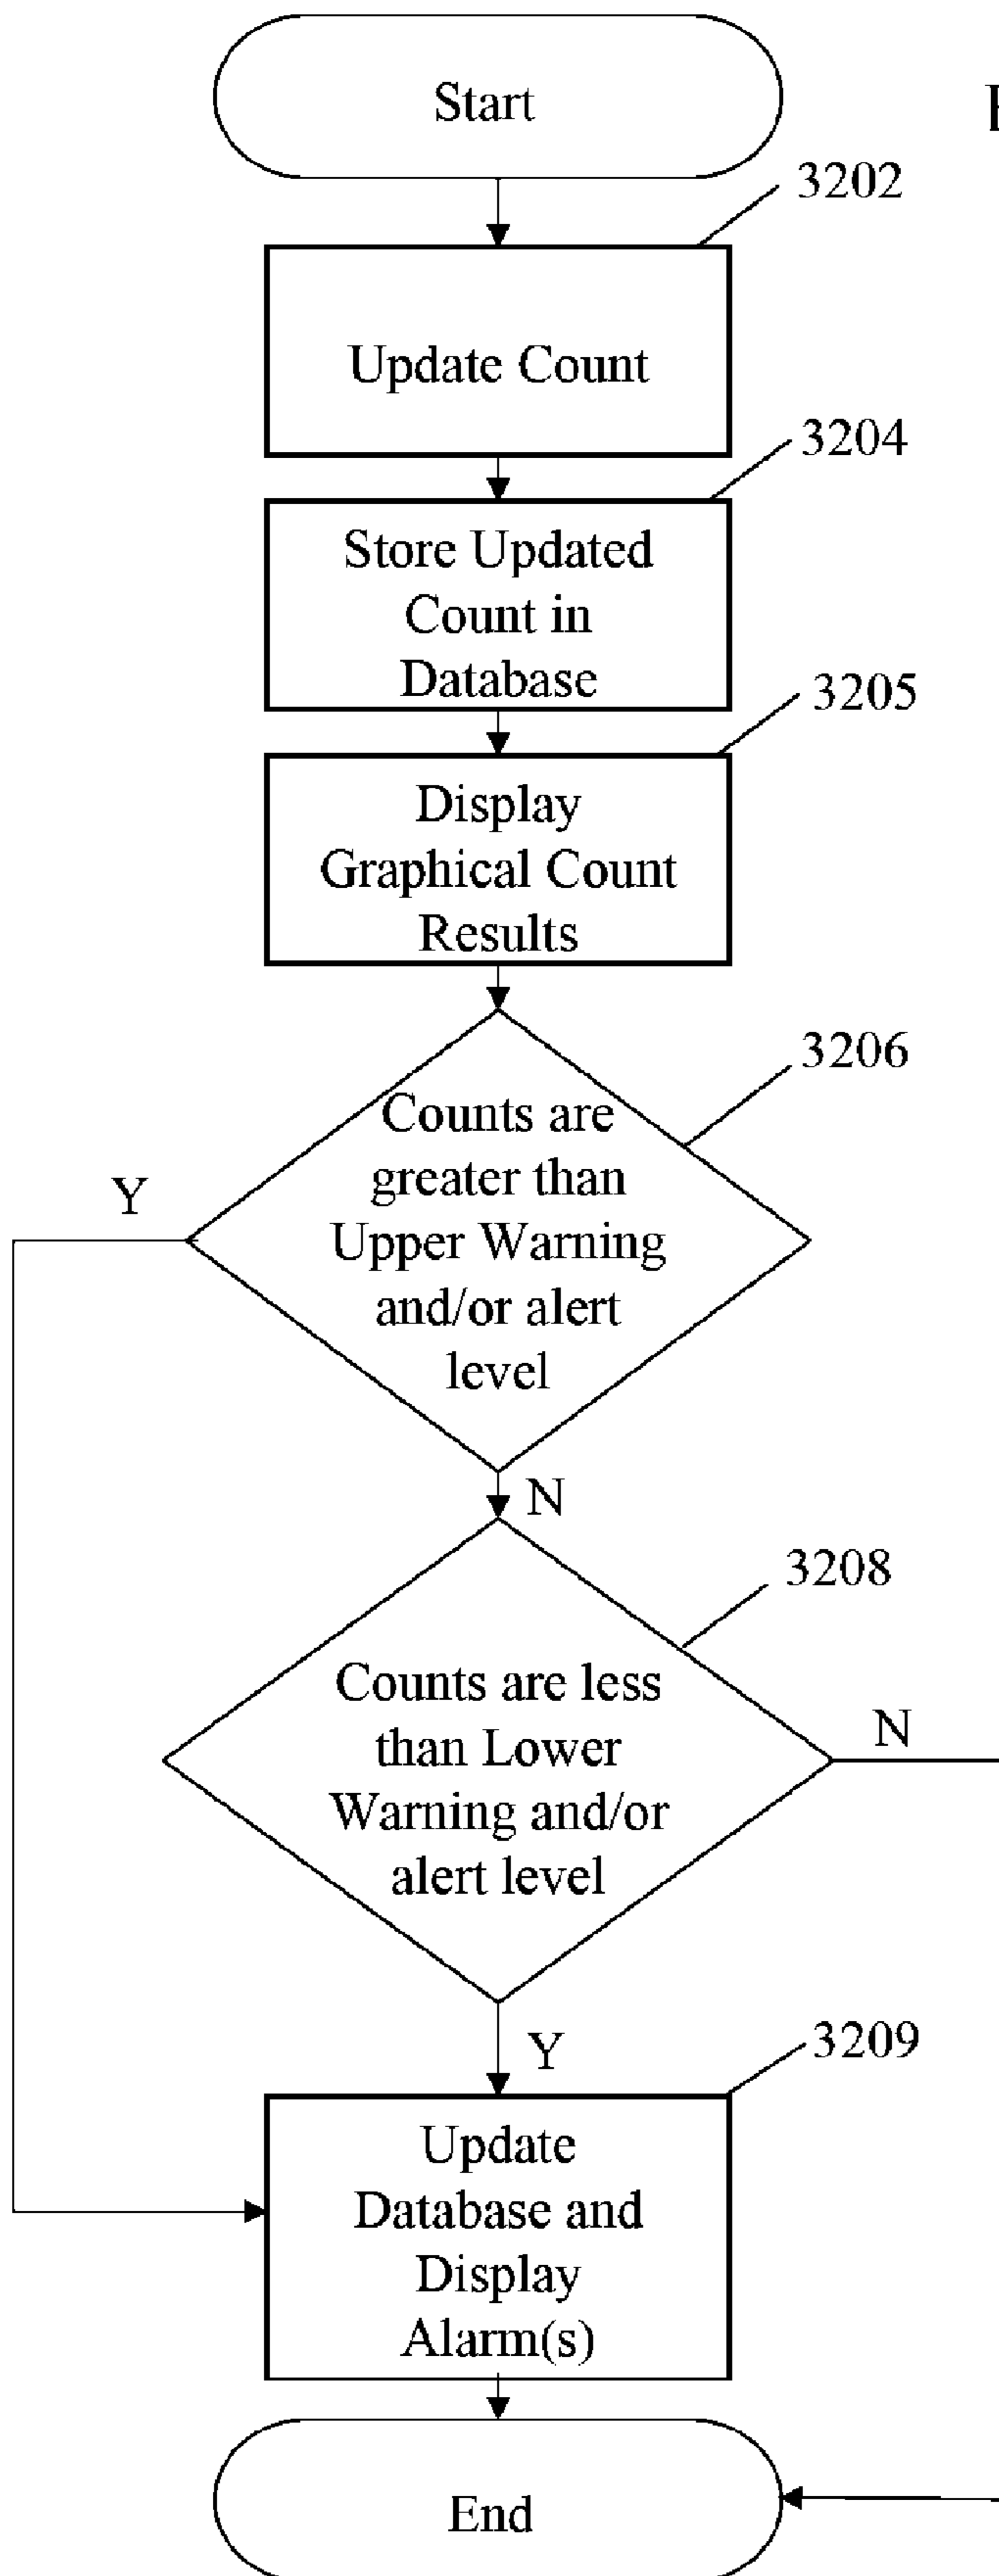 Start
3202
Update Count
3204
Store Updated
Count in
Database
3205
Display
Graphical Count
Results
3206
Counts are
greater than
Upper Warning
and/or alert
level
Y
N
3208
Counts are less
than Lower
Warning and/or
alert level
N
Y
3209
Update
Database and
Display
Alarm(s)
End